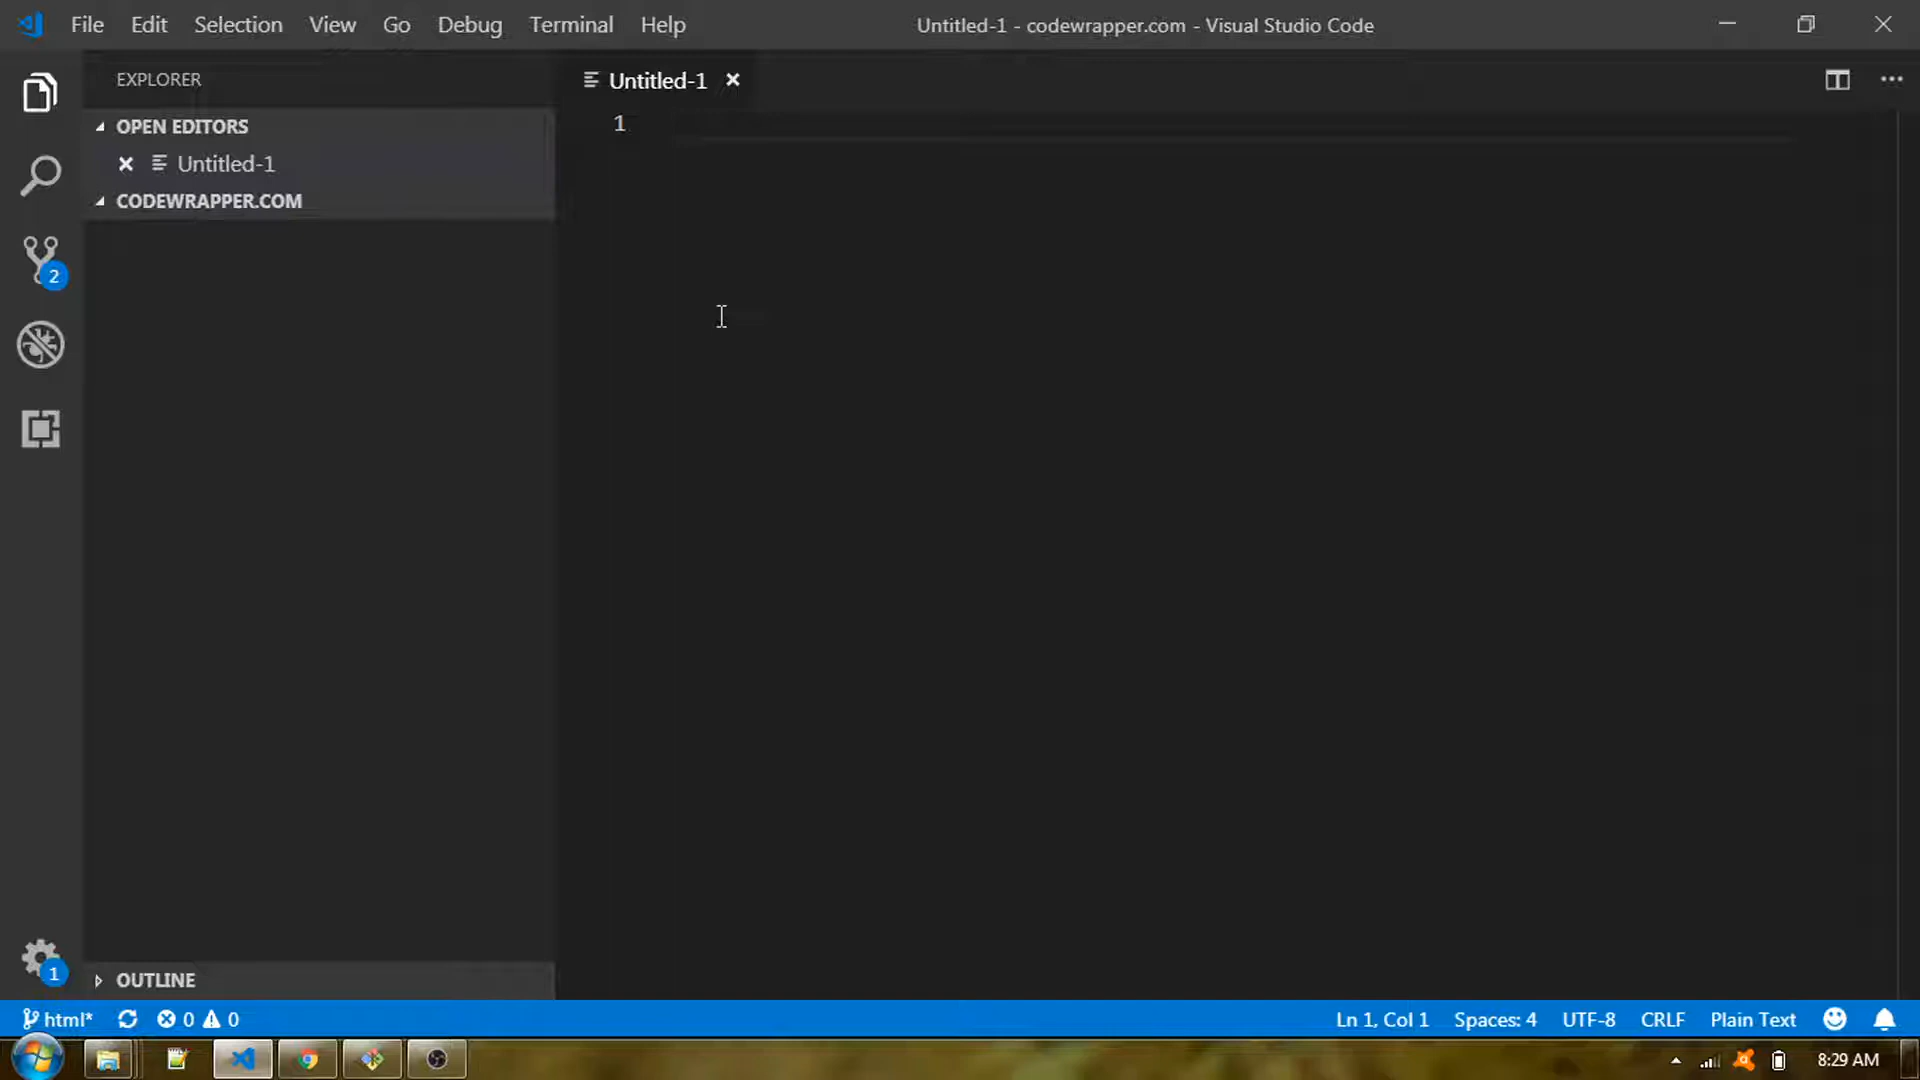 File Edit Selection View Go Debug Terminal Help
Untitled-1 - codewrapper.com - Visual Studio Code
EXPLORER
Untitled-1
OPEN EDITORS
Untitled-1
CODEWRAPPER.COM
1
2
1
OUTLINE
html* 0 0
Ln 1, Col 1 Spaces: 4 UTF-8 CRLF Plain Text
8:29 AM